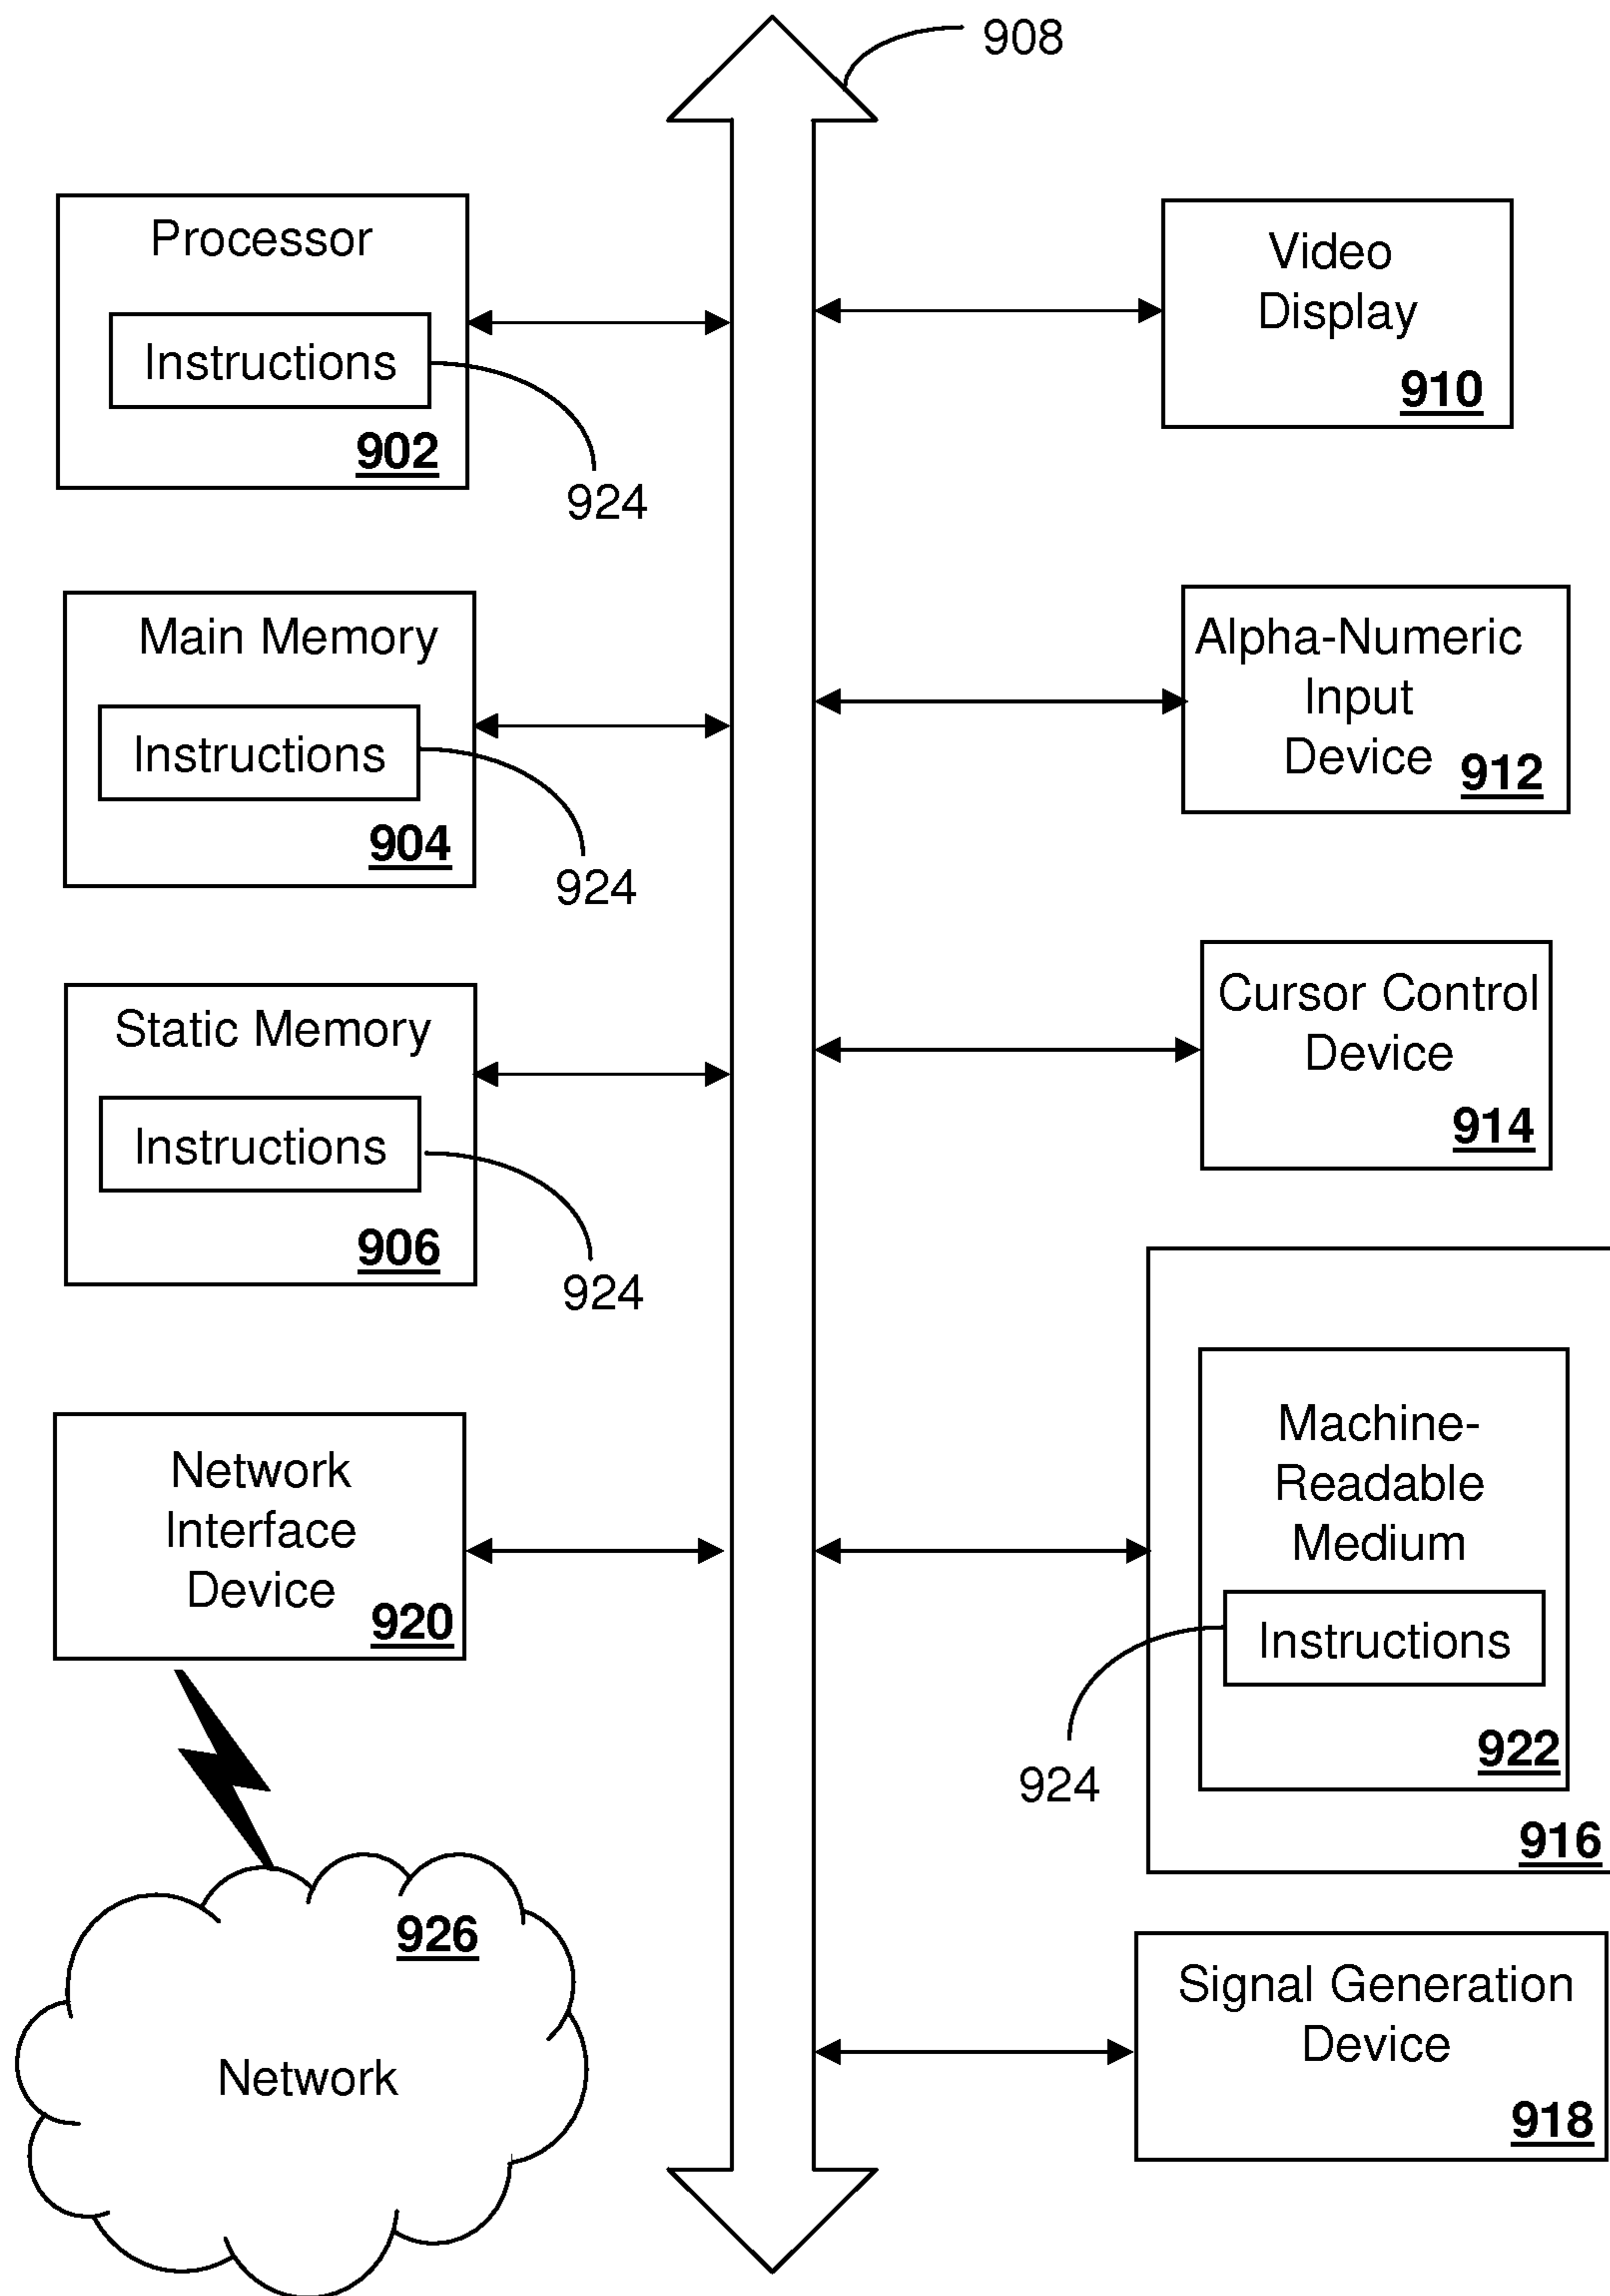 908
Processor
Instructions
902
924
Main Memory
Instructions
904
924
Static Memory
Instructions
906
924
Network
Interface
Device
920
926
Network
Video
Display
910
Alpha-Numeric
Input
Device
912
Cursor Control
Device
914
Machine-
Readable
Medium
Instructions
922
924
916
Signal Generation
Device
918